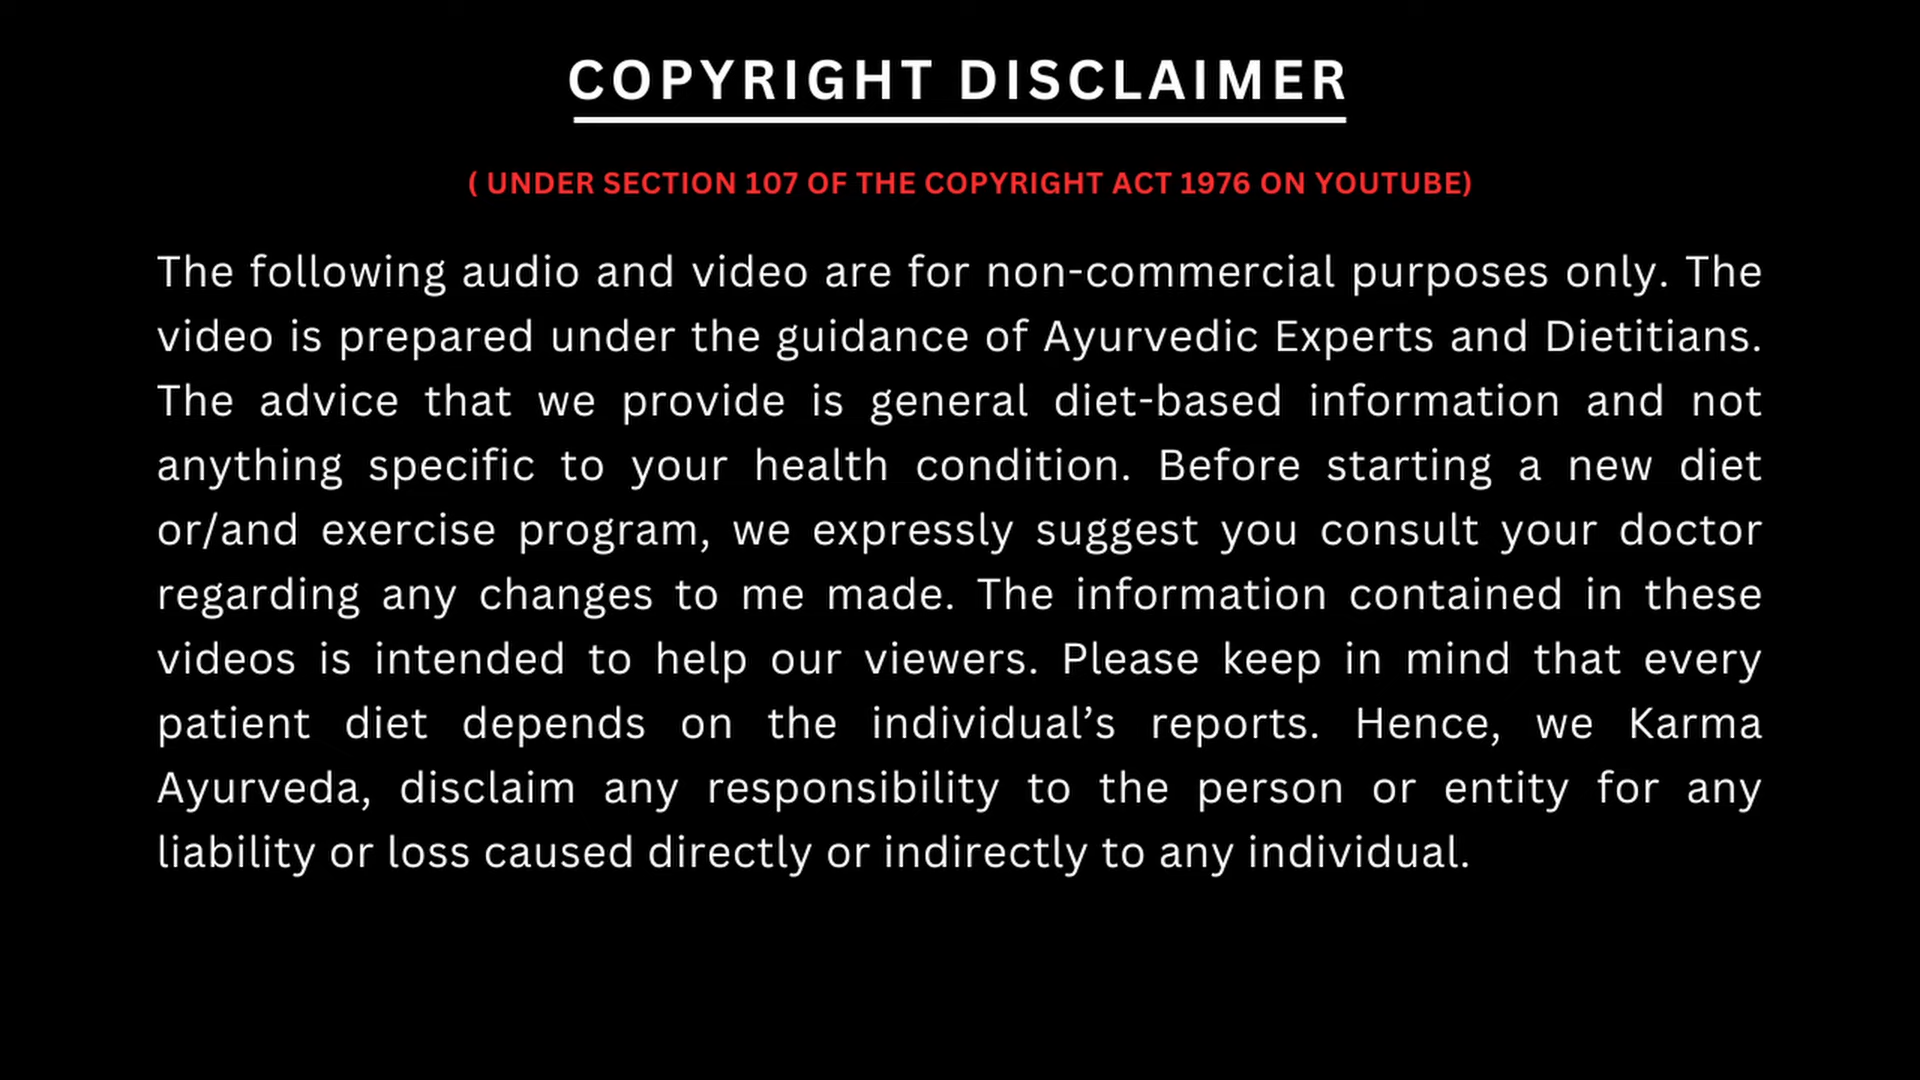 COPYRIGHT DISCLAIMER
( UNDER SECTION 107 OF THE COPYRIGHT ACT 1976 ON YOUTUBE)
The following audio and video are for non-commercial purposes only. The
video is prepared under the guidance of Ayurvedic Experts and Dietitians.
The advice that we provide is general diet-based information and not
anything specific to your health condition. Before starting a new diet
or/and exercise program, we expressly suggest you consult your doctor
regarding any changes to me made. The information contained in these
videos is intended to help our viewers. Please keep in mind that every
patient diet depends on the individual’s reports. Hence, we Karma
Ayurveda, disclaim any responsibility to the person or entity for any
liability or loss caused directly or indirectly to any individual.